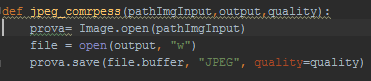 def jpeg_comrpess(pathImgInput,output,quality):
    prova= Image.open(pathImgInput)
    file = open(output, "w")
    prova.save(file.buffer, "JPEG", quality=quality)